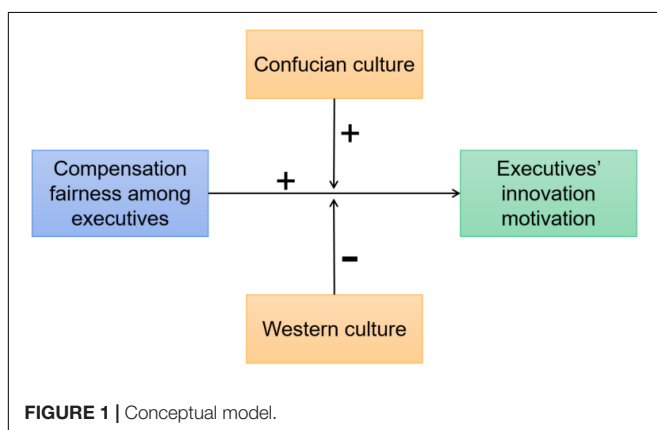 Confucian culture
+
Compensation
fairness among
executives
+
Executives'
innovation
motivation
-
Western culture
FIGURE 1 | Conceptual model.